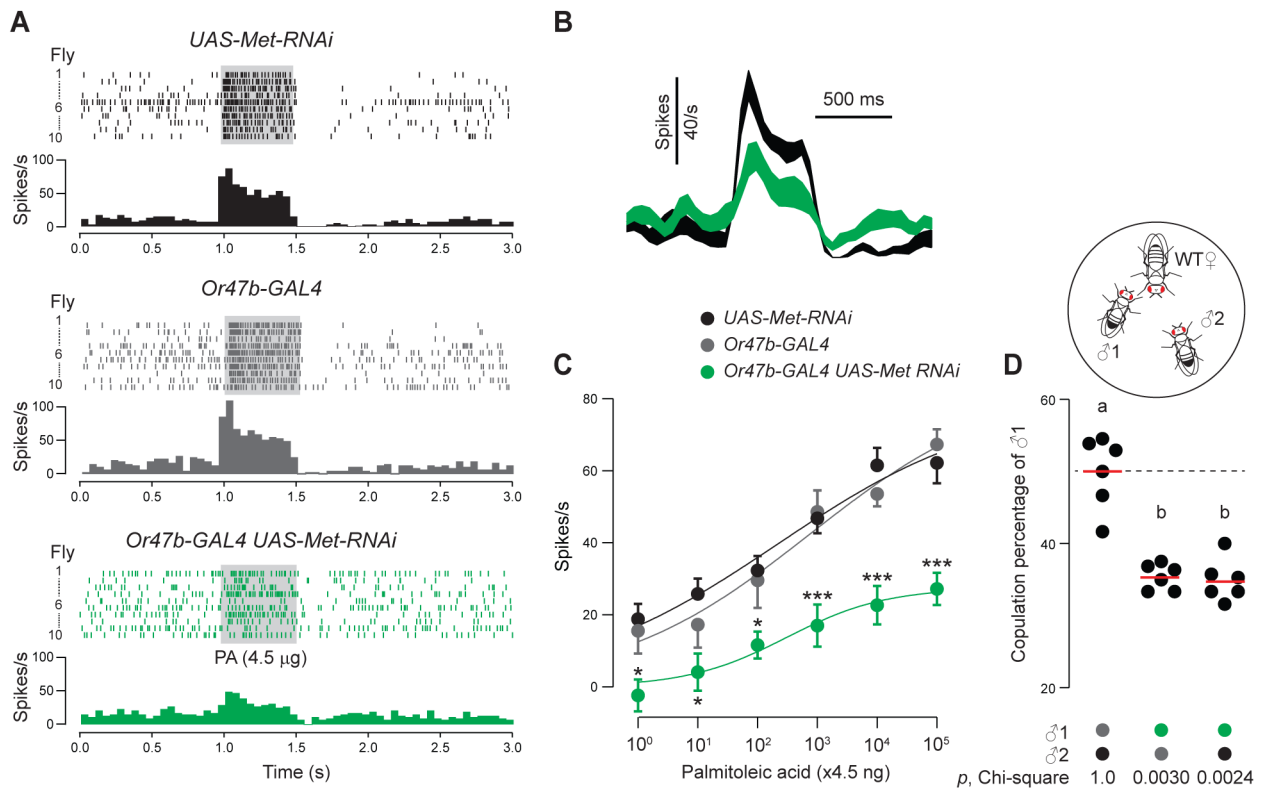 A
UAS-Met-RNAi
Fly
1
6
10
100
50
0
Spikes/s
0.0 0.5 1.0 1.5 2.0 2.5 3.0
Or47b-GAL4
Fly
1
6
10
100
50
0
Spikes/s
0.0 0.5 1.0 1.5 2.0 2.5 3.0
Or47b-GAL4 UAS-Met-RNAi
Fly
1
6
10
PA (4.5 µg)
100
50
0
Spikes/s
0.0 0.5 1.0 1.5 2.0 2.5 3.0
Time (s)
B
Spikes
40/s
500 ms
UAS-Met-RNAi
Or47b-GAL4
Or47b-GAL4 UAS-Met RNAi
C
80
60
40
20
0
Spikes/s
* * * *** *** ***
10⁰ 10¹ 10² 10³ 10⁴ 10⁵
Palmitoleic acid (x4.5 ng)
D
WT♀
♂1
♂2
60
40
20
Copulation percentage of ♂1
a
b b
♂1
♂2
p, Chi-square 1.0 0.0030 0.0024